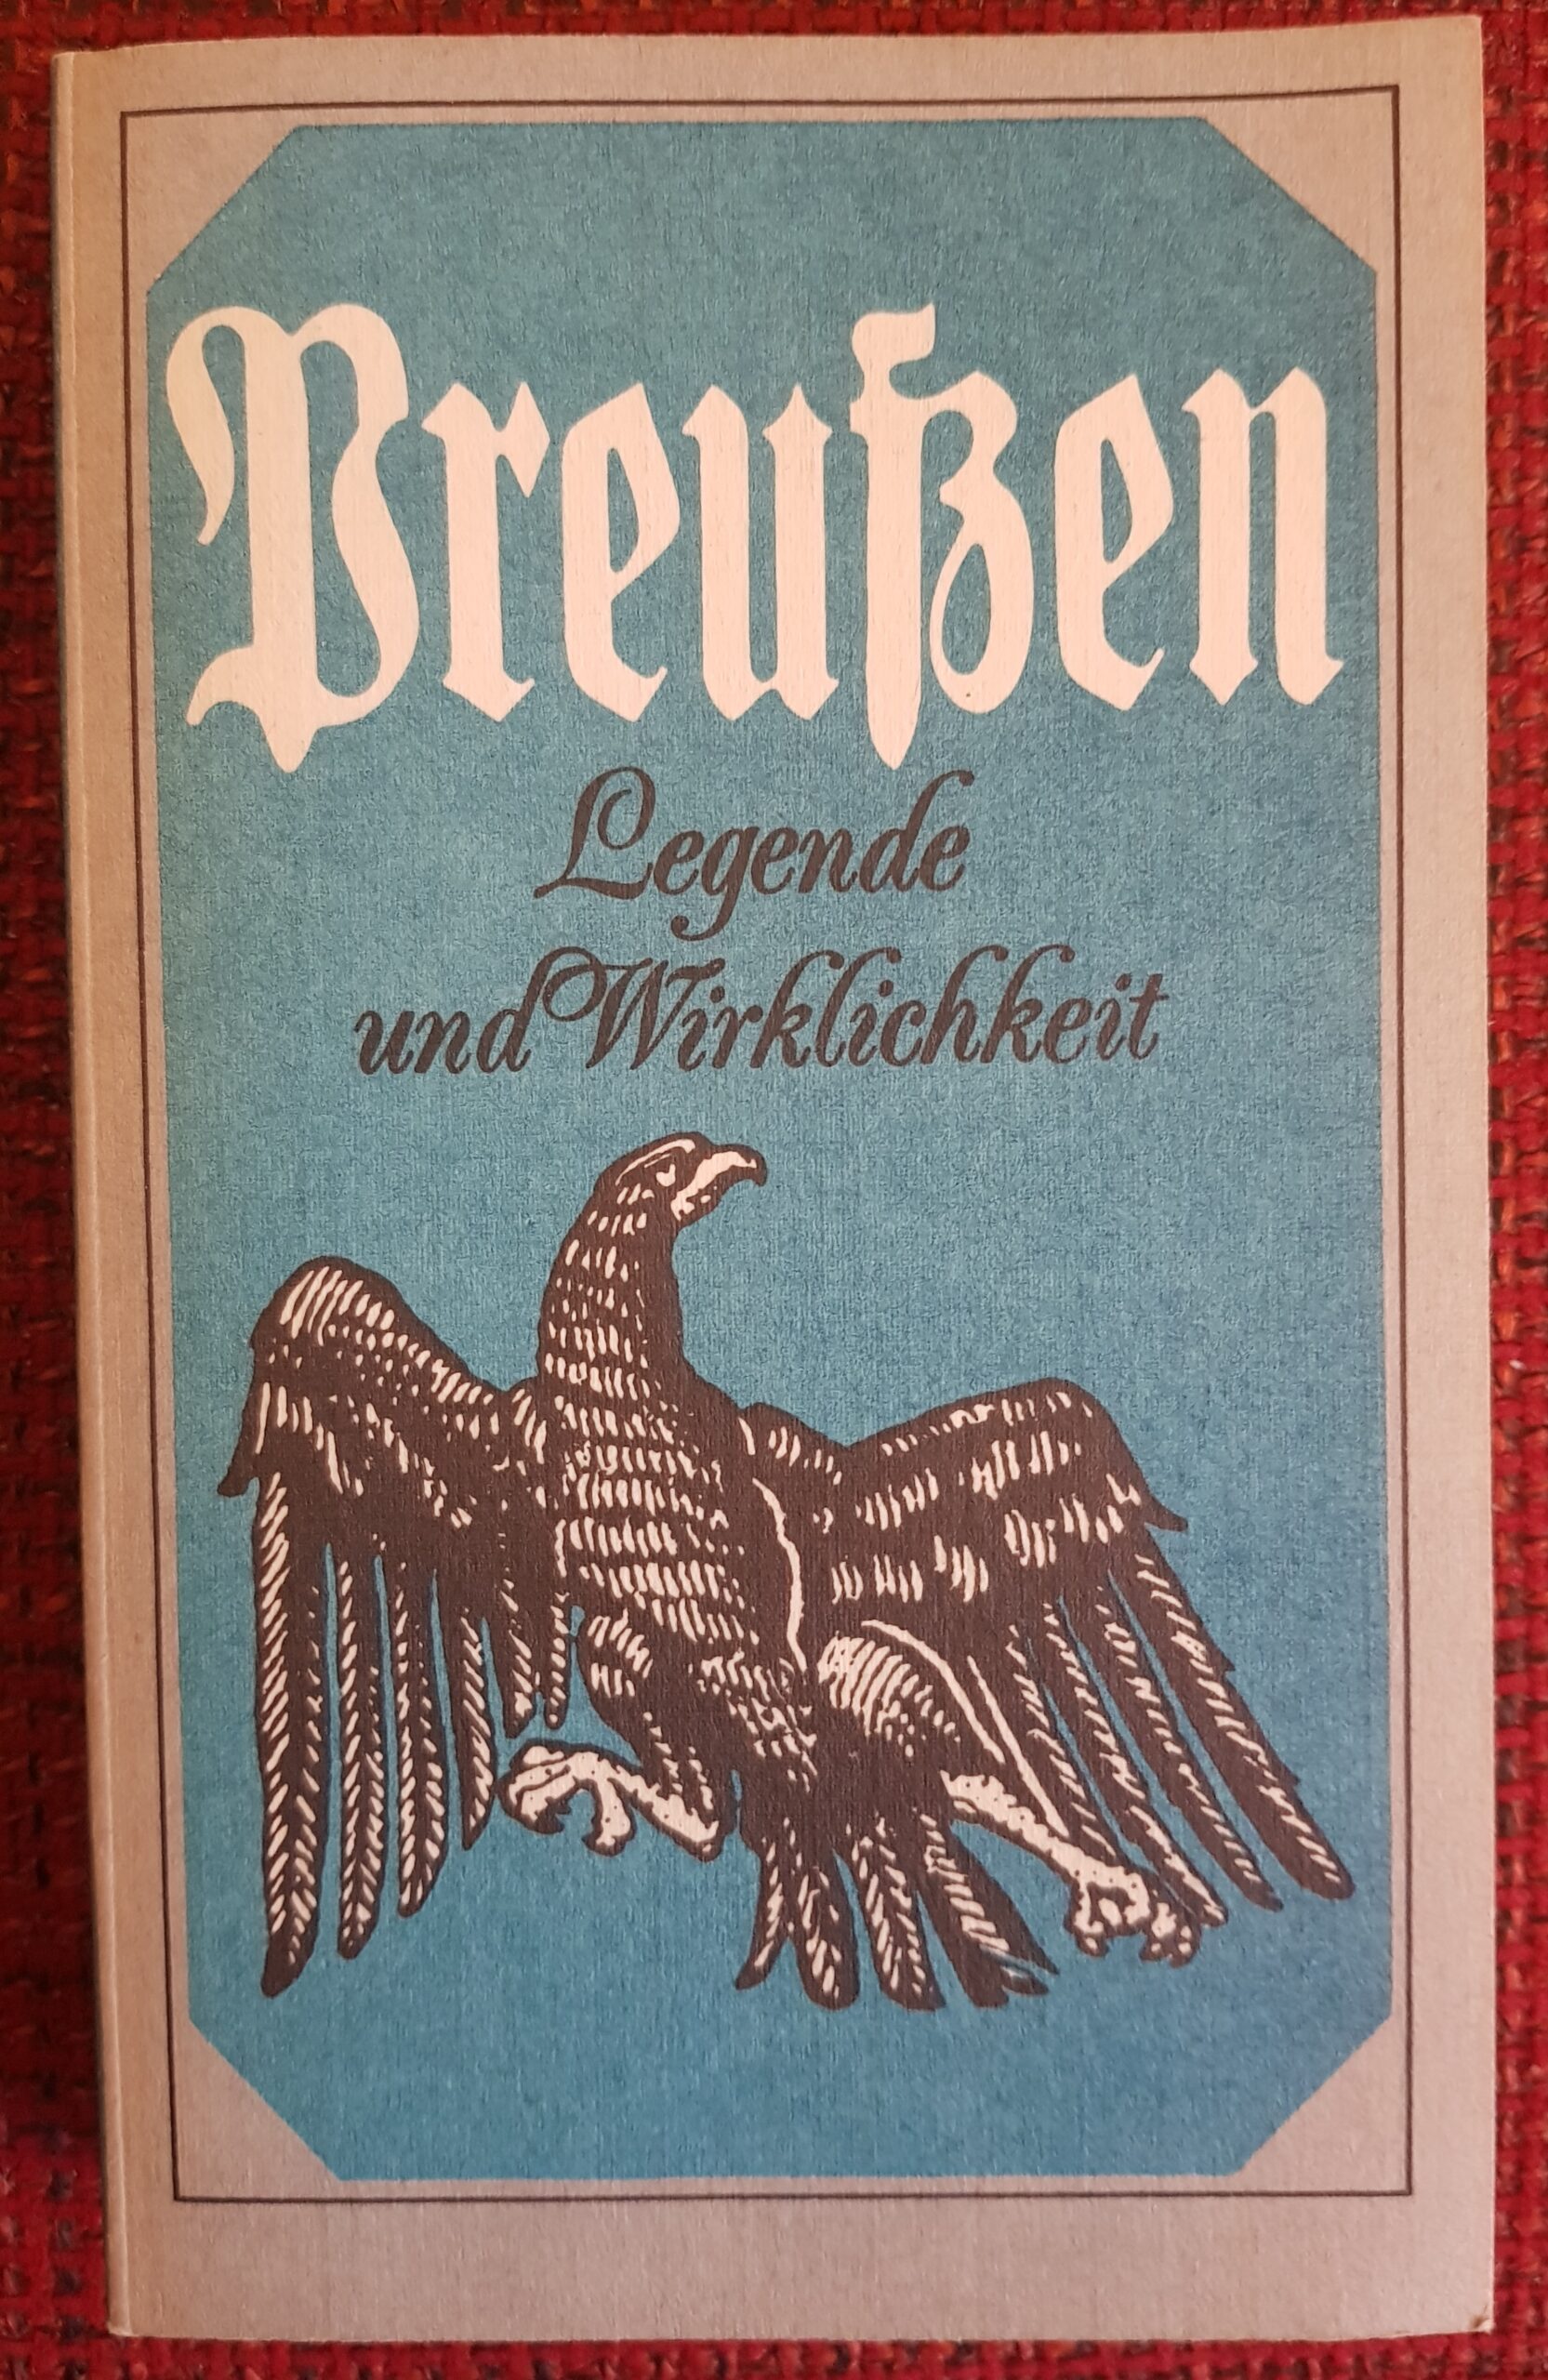 Preußen
Legende
und Wirklichkeit